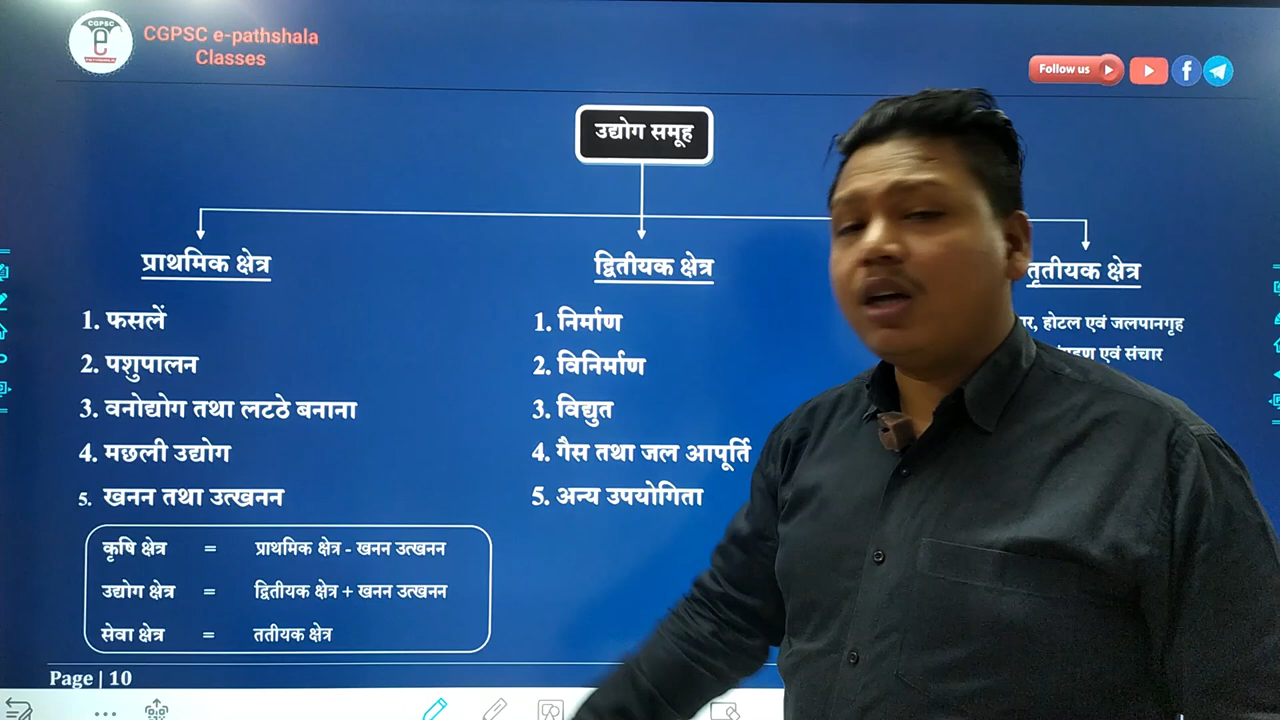 CGPSC
e
CGPSC e-pathshala
Classes
Follow us
उद्योग समूह
प्राथमिक क्षेत्र
1. फसलें
2. पशुपालन
3. वनोद्योग तथा लटठे बनाना
4. मछली उद्योग
5. खनन तथा उत्खनन
द्वितीयक क्षेत्र
1. निर्माण
2. विनिर्माण
3. विद्युत
4. गैस तथा जल आपूर्ति
5. अन्य उपयोगिता
तृतीयक क्षेत्र
होटल एवं जलपानगृह
एवं संचार
कृषि क्षेत्र = प्राथमिक क्षेत्र - खनन उत्खनन
उद्योग क्षेत्र = द्वितीयक क्षेत्र + खनन उत्खनन
सेवा क्षेत्र = ततीयक क्षेत्र
Page | 10